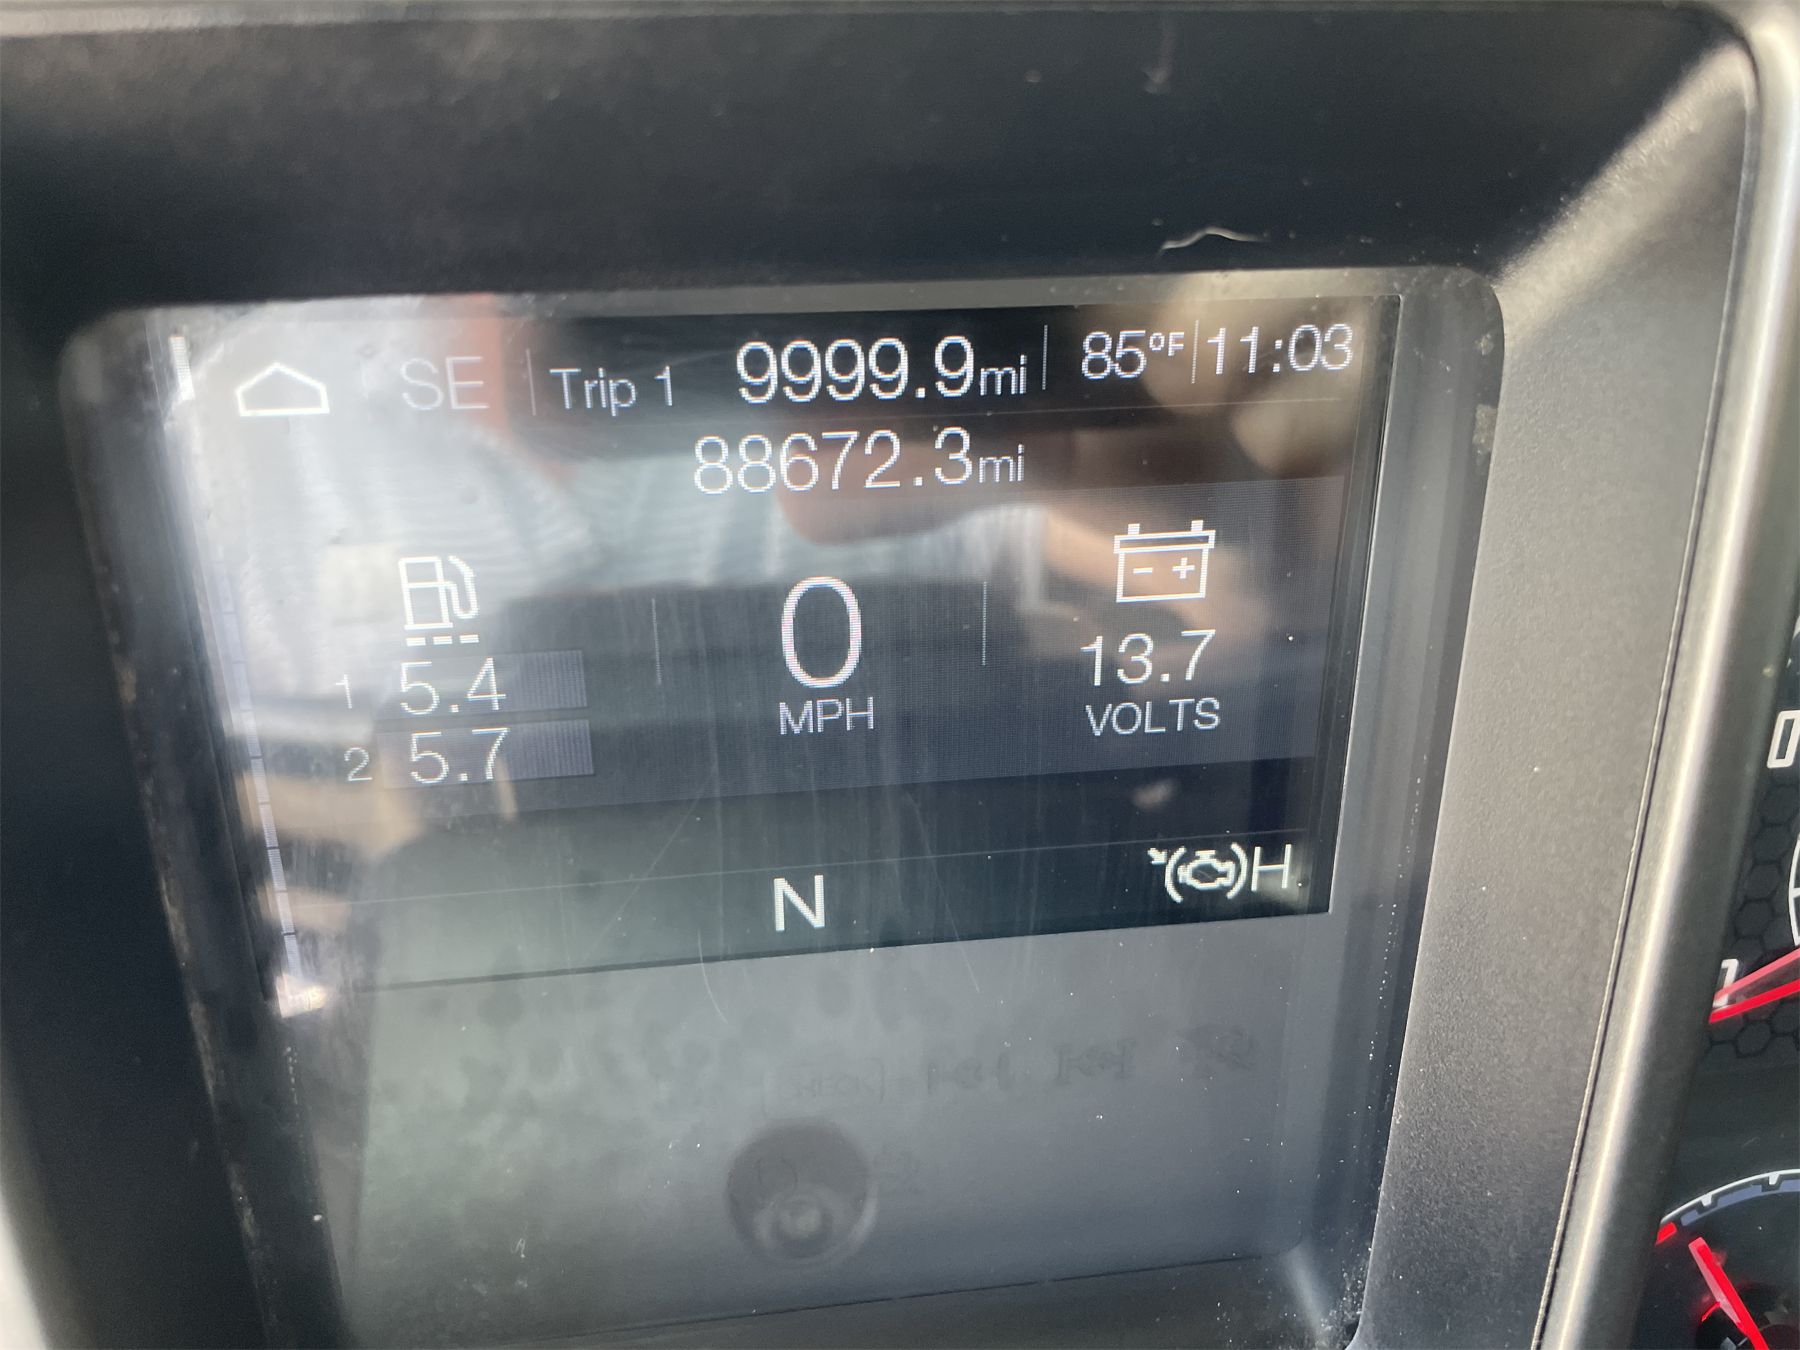 SE Trip 1 9999.9mi 85°F 11:03
88672.3mi
- +
1 5.4
2 5.7
0
MPH
13.7
VOLTS
N
H
1